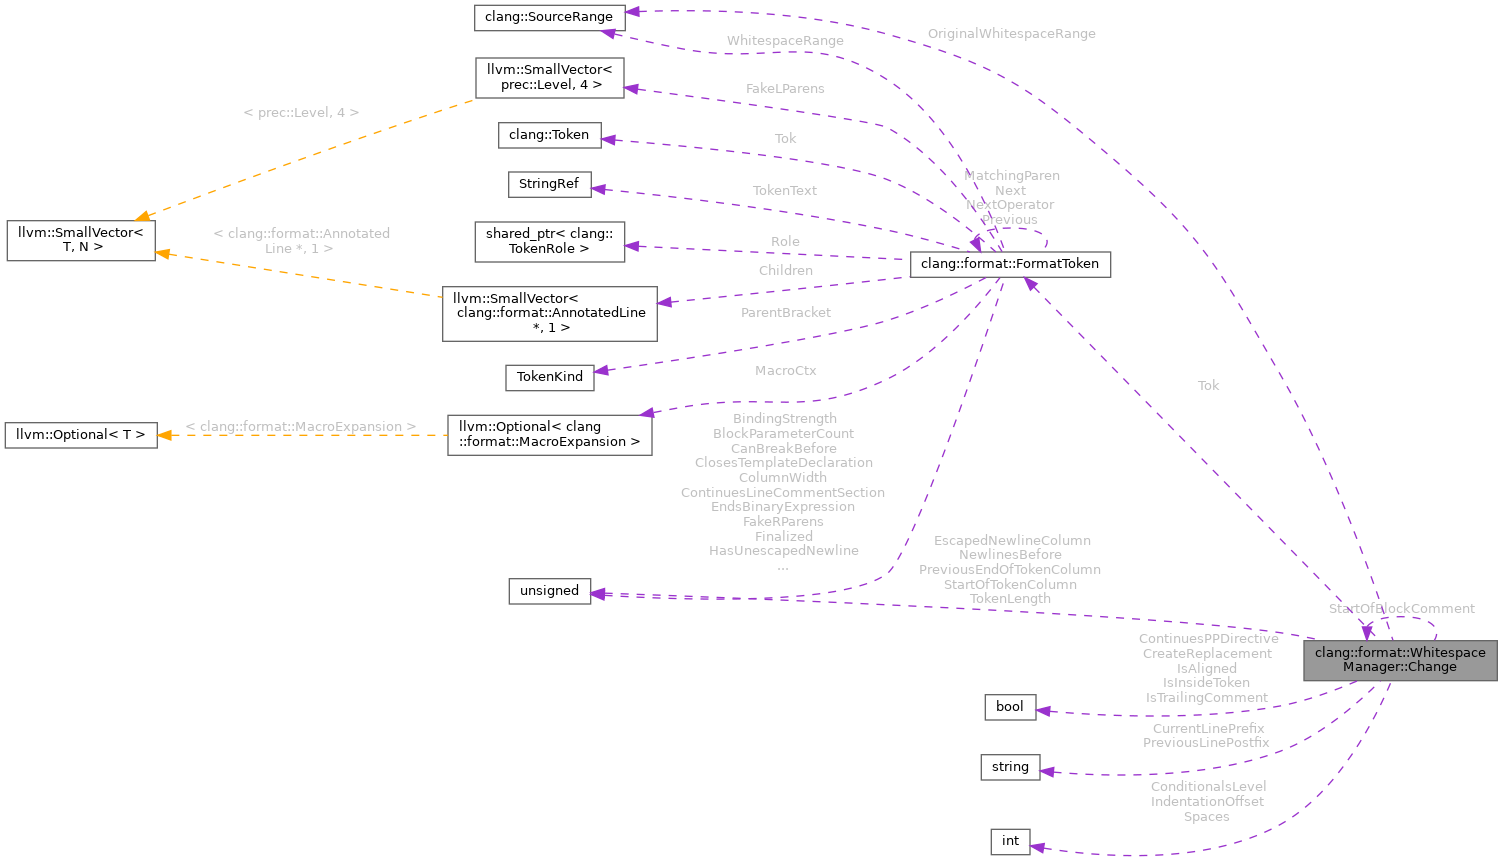 clang::SourceRange
OriginalWhitespaceRange
WhitespaceRange
llvm::SmallVector<
prec::Level, 4 >
FakeLParens
< prec::Level, 4 >
clang::Token
Tok
StringRef
TokenText
MatchingParen
Next
NextOperator
Previous
llvm::SmallVector<
T, N >
< clang::format::Annotated
Line *, 1 >
shared_ptr< clang::
TokenRole >
Role
clang::format::FormatToken
Children
llvm::SmallVector<
clang::format::AnnotatedLine
*, 1 >
ParentBracket
TokenKind
MacroCtx
Tok
llvm::Optional< T >
< clang::format::MacroExpansion >
llvm::Optional< clang
::format::MacroExpansion >
BindingStrength
BlockParameterCount
CanBreakBefore
ClosesTemplateDeclaration
ColumnWidth
ContinuesLineCommentSection
EndsBinaryExpression
FakeRParens
Finalized
HasUnescapedNewline
...
unsigned
EscapedNewlineColumn
NewlinesBefore
PreviousEndOfTokenColumn
StartOfTokenColumn
TokenLength
StartOfBlockComment
clang::format::Whitespace
Manager::Change
ContinuesPPDirective
CreateReplacement
IsAligned
IsInsideToken
IsTrailingComment
bool
CurrentLinePrefix
PreviousLinePostfix
string
ConditionalsLevel
IndentationOffset
Spaces
int